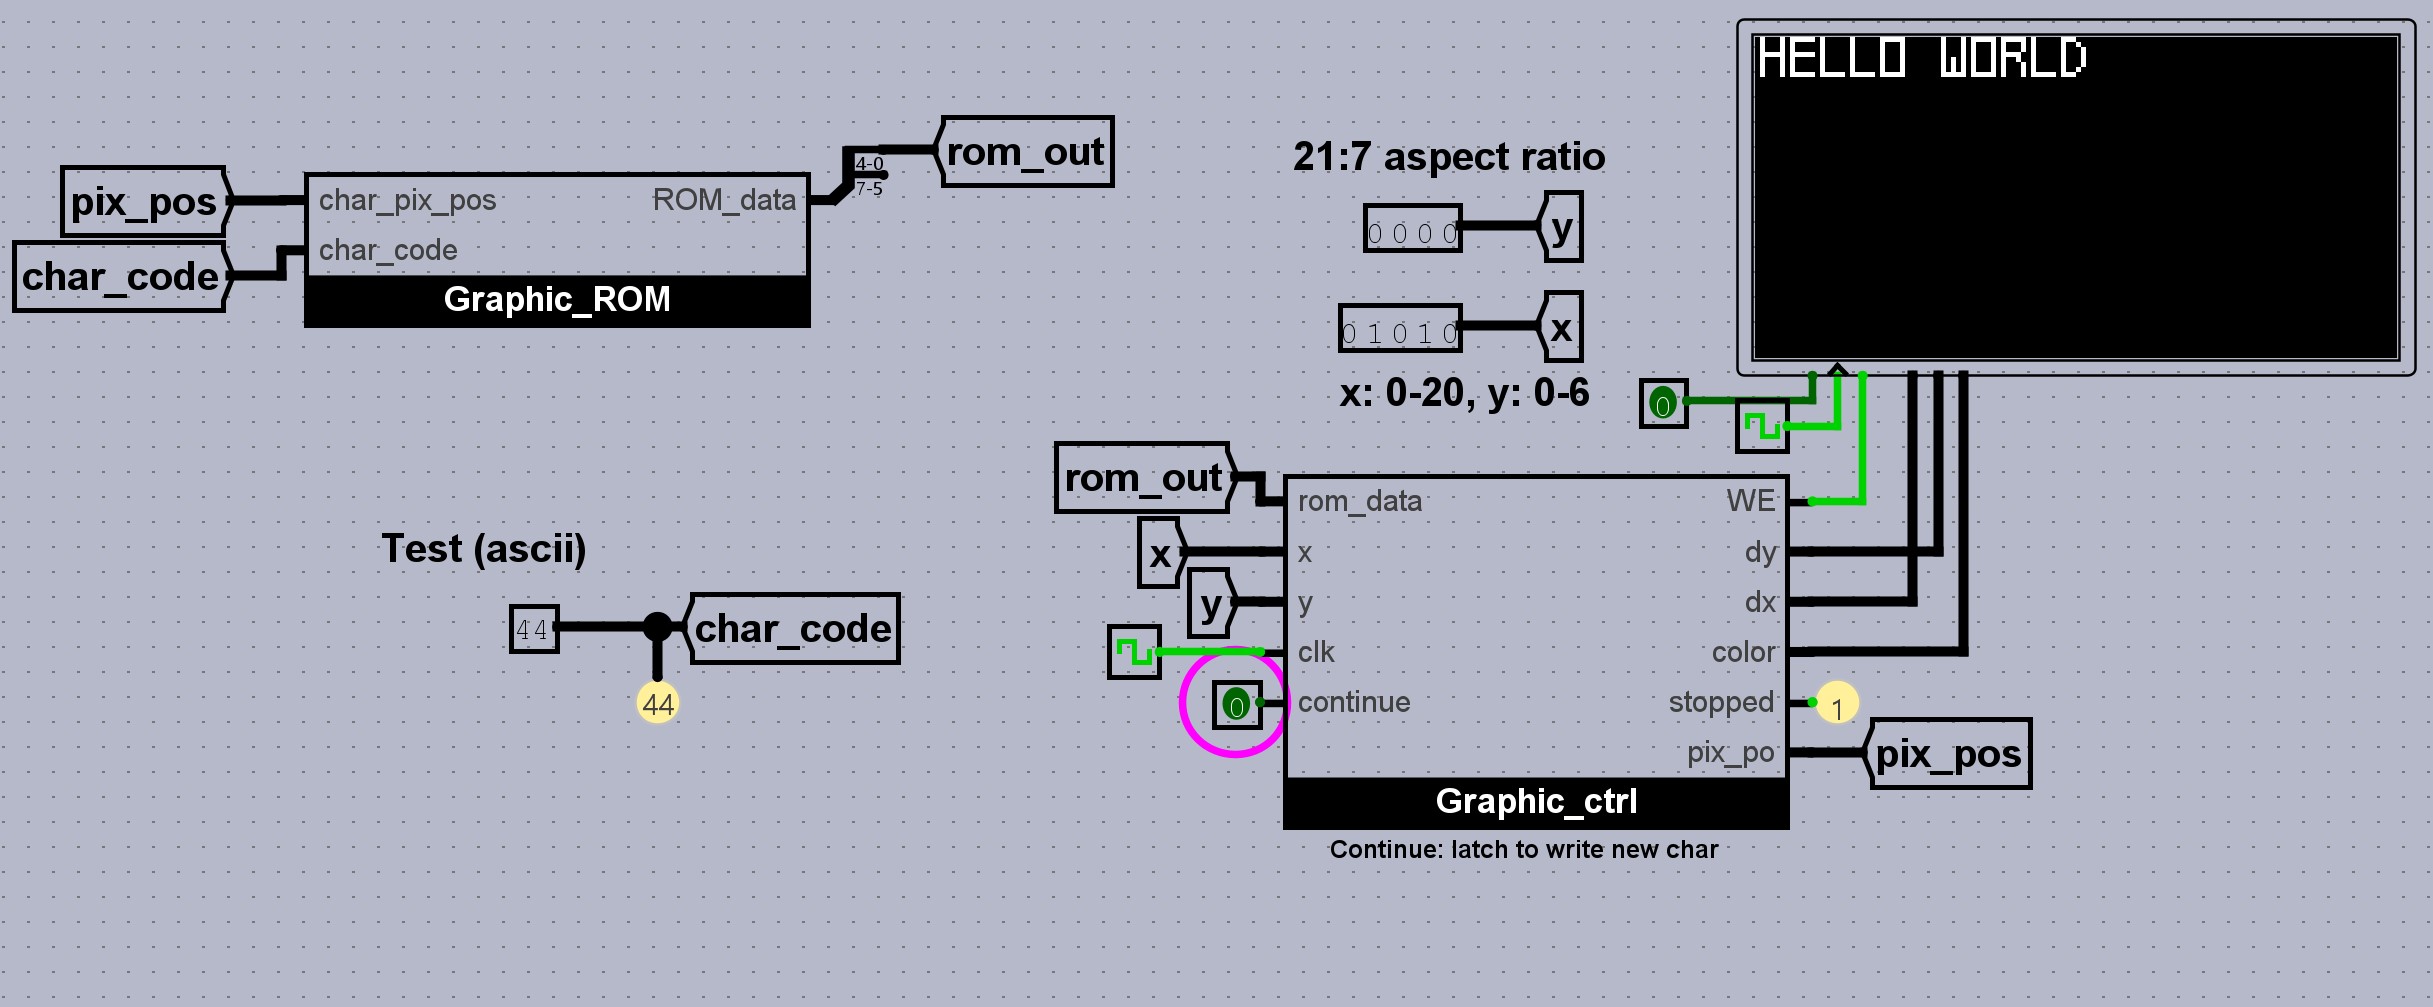 HELLO WORLD
rom_out
4-0
7-5
21:7 aspect ratio
pix_pos
char_pix_pos ROM_data
char_code
char_code
Graphic_ROM
0 0 0 0
y
0 1 0 1 0
x
x: 0-20, y: 0-6
0
rom_out
rom_data WE
Test (ascii)
x
x dy
y
y dx
44
char_code
44
clk color
0
continue stopped
1
pix_po
pix_pos
Graphic_ctrl
Continue: latch to write new char